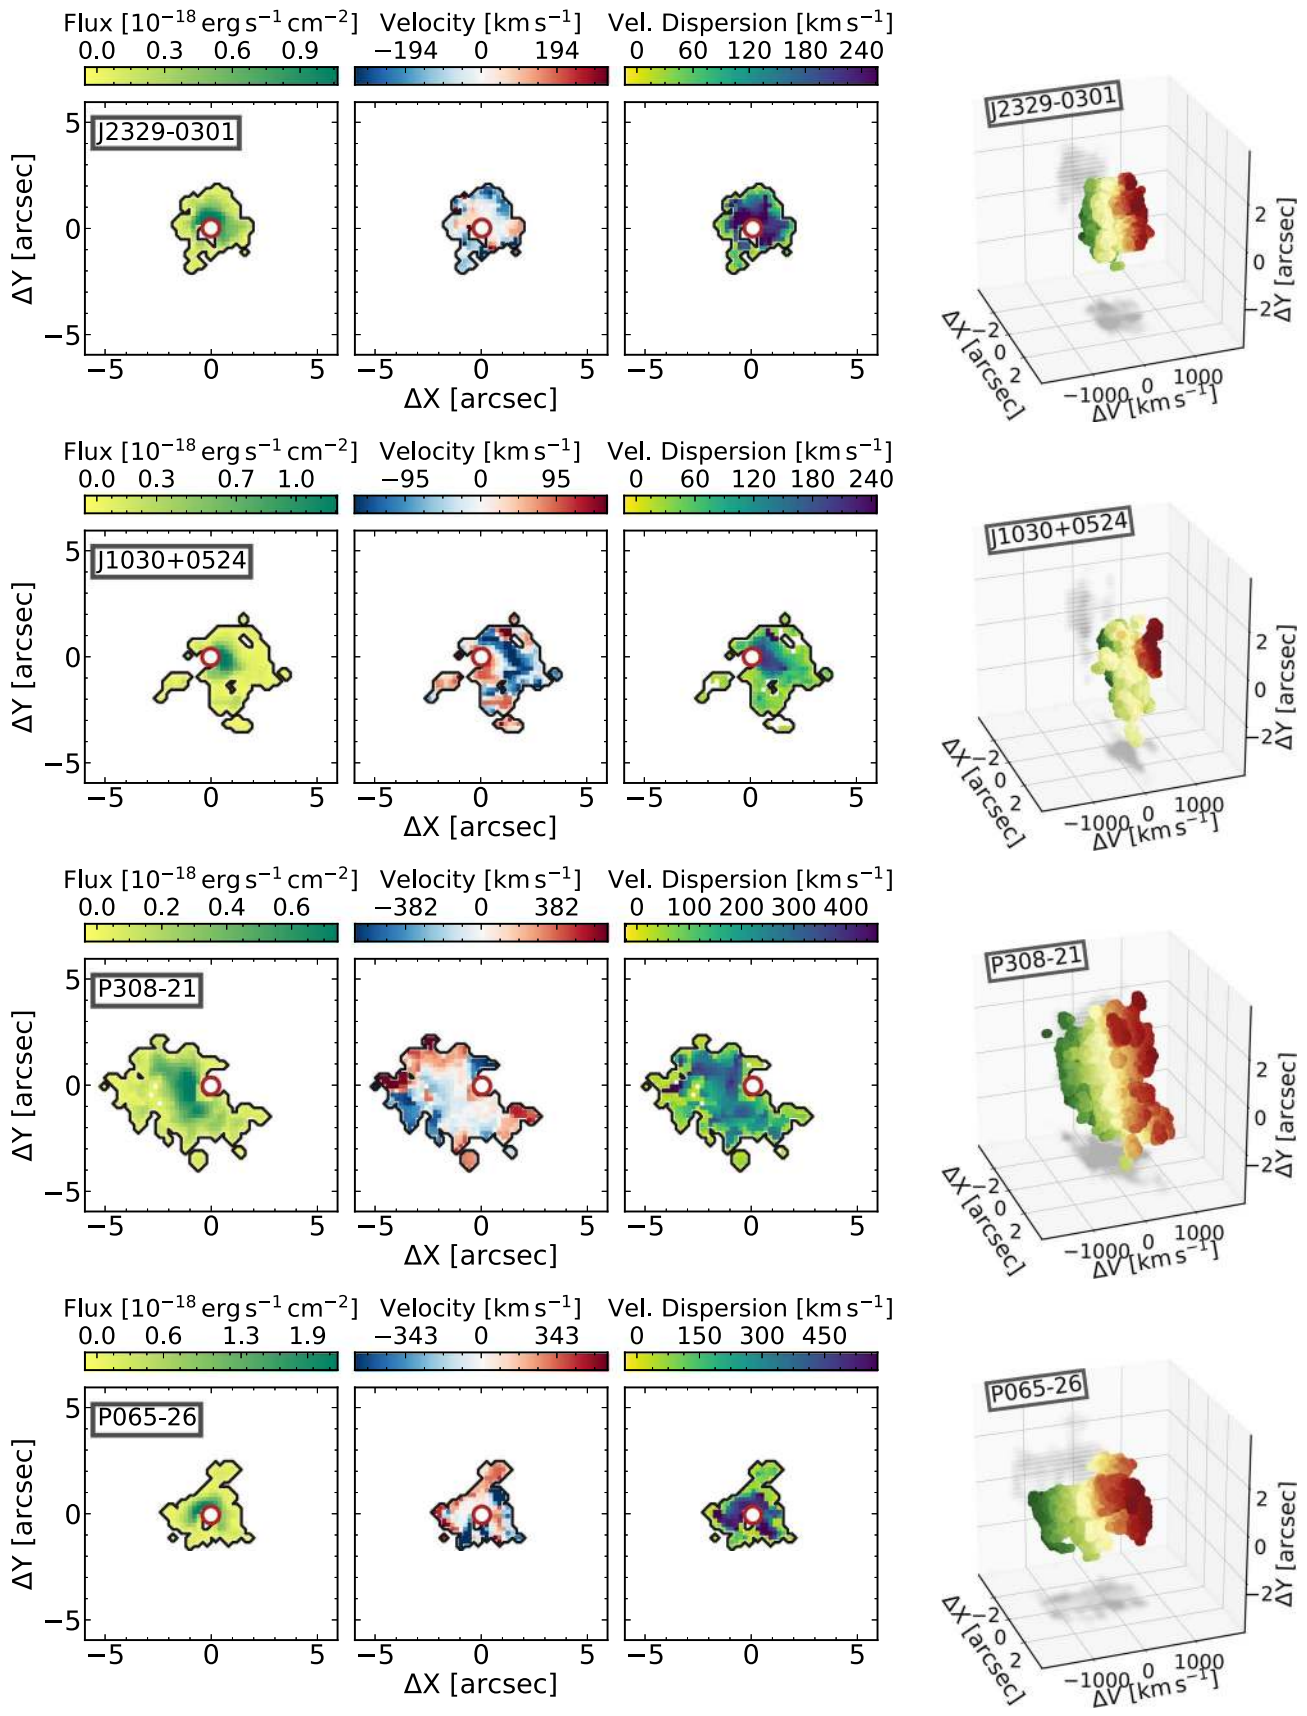 Flux [10⁻¹⁸ erg s⁻¹ cm⁻²] Velocity [km s⁻¹] Vel. Dispersion [km s⁻¹]
0.0 0.3 0.6 0.9 −194 0 194 0 60 120 180 240
J2329-0301 J2329-0301
5
0
−5
ΔY [arcsec]
−5 0 5 −5 0 5 −5 0 5
ΔX [arcsec]
2
0
−2
ΔY [arcsec]
−2
0
2
ΔX [arcsec]
−1000 0 1000
ΔV [km s⁻¹]
Flux [10⁻¹⁸ erg s⁻¹ cm⁻²] Velocity [km s⁻¹] Vel. Dispersion [km s⁻¹]
0.0 0.3 0.7 1.0 −95 0 95 0 60 120 180 240
J1030+0524 J1030+0524
5
0
−5
ΔY [arcsec]
−5 0 5 −5 0 5 −5 0 5
ΔX [arcsec]
2
0
−2
ΔY [arcsec]
−2
0
2
ΔX [arcsec]
−1000 0 1000
ΔV [km s⁻¹]
Flux [10⁻¹⁸ erg s⁻¹ cm⁻²] Velocity [km s⁻¹] Vel. Dispersion [km s⁻¹]
0.0 0.2 0.4 0.6 −382 0 382 0 100 200 300 400
P308-21 P308-21
5
0
−5
ΔY [arcsec]
−5 0 5 −5 0 5 −5 0 5
ΔX [arcsec]
2
0
−2
ΔY [arcsec]
−2
0
2
ΔX [arcsec]
−1000 0 1000
ΔV [km s⁻¹]
Flux [10⁻¹⁸ erg s⁻¹ cm⁻²] Velocity [km s⁻¹] Vel. Dispersion [km s⁻¹]
0.0 0.6 1.3 1.9 −343 0 343 0 150 300 450
P065-26 P065-26
5
0
−5
ΔY [arcsec]
−5 0 5 −5 0 5 −5 0 5
ΔX [arcsec]
2
0
−2
ΔY [arcsec]
−2
0
2
ΔX [arcsec]
−1000 0 1000
ΔV [km s⁻¹]